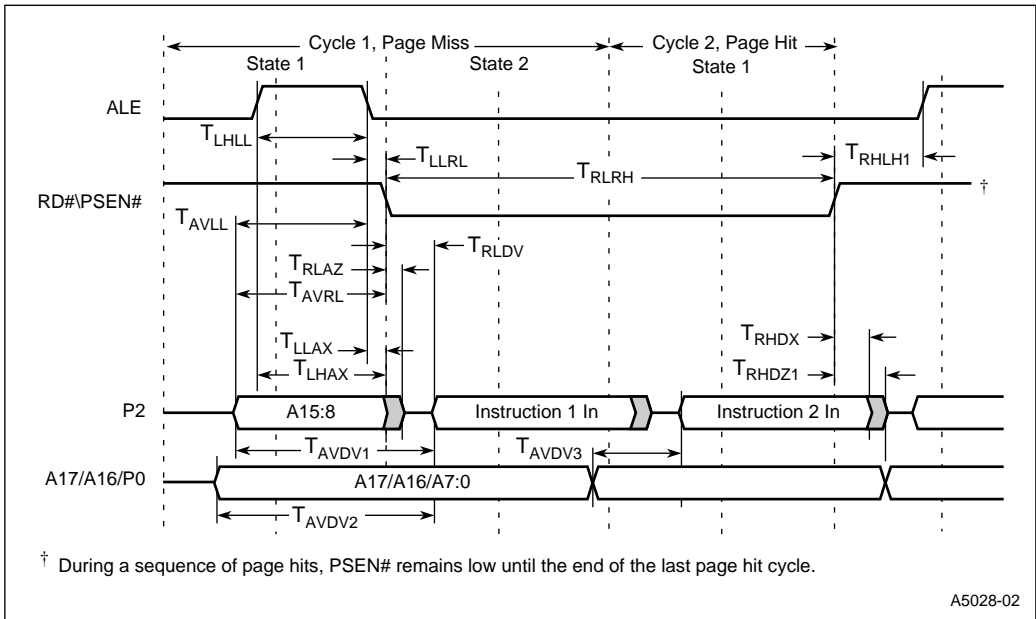 Cycle 1, Page Miss
Cycle 2, Page Hit
State 1
State 2
State 1
ALE
TLHLL
TLLRL
TRLRH
TRHLH1
RD#\PSEN#
†
TAVLL
TRLDV
TRLAZ
TAVRL
TLLAX
TRHDX
TLHAX
TRHDZ1
P2
A15:8
Instruction 1 In
Instruction 2 In
TAVDV1
TAVDV3
A17/A16/P0
A17/A16/A7:0
TAVDV2
† During a sequence of page hits, PSEN# remains low until the end of the last page hit cycle.
A5028-02